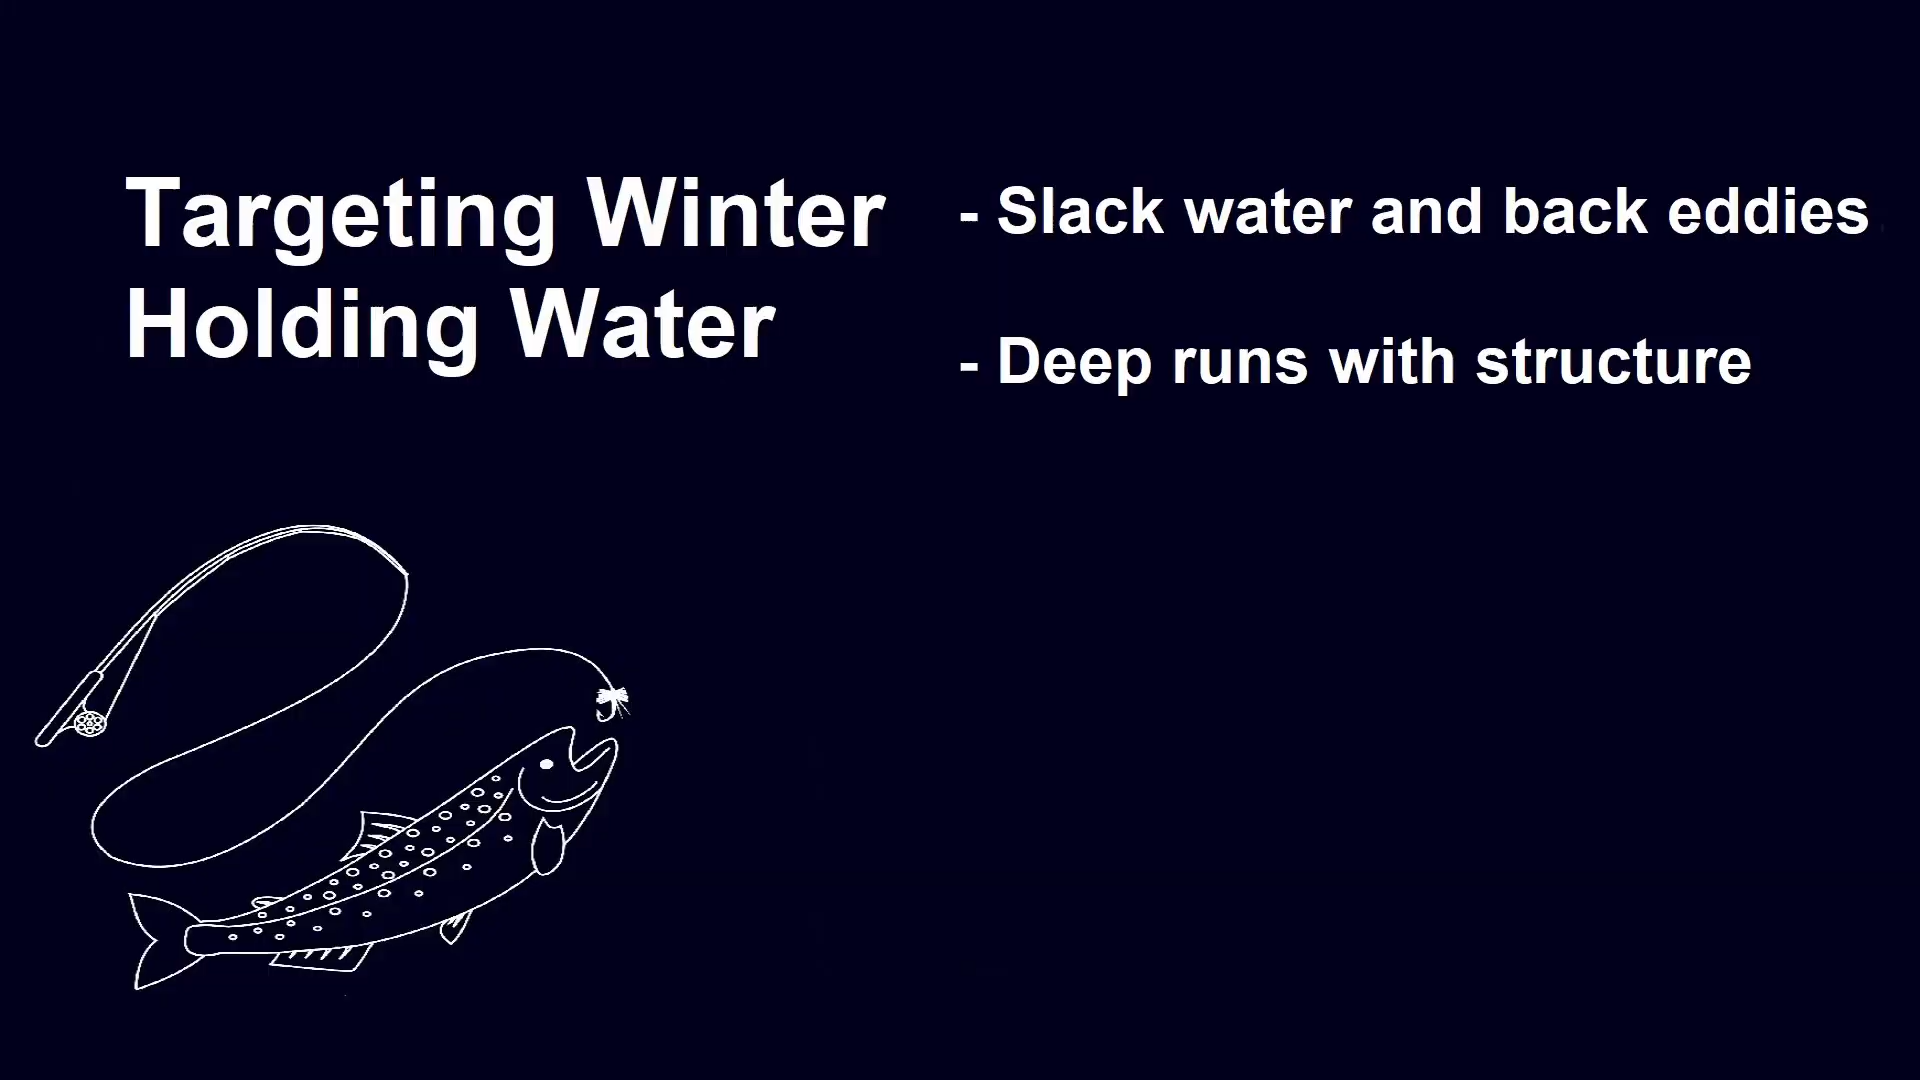 Targeting Winter
Holding Water
- Slack water and back eddies
- Deep runs with structure